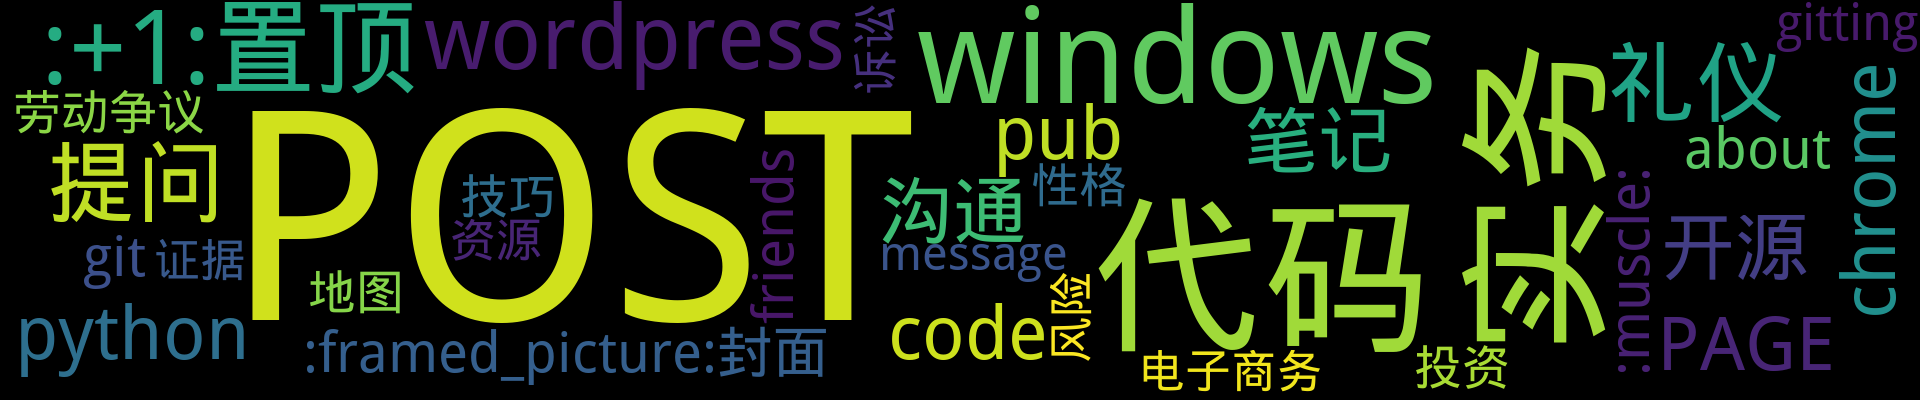 :+1:置顶
wordpress
诉讼
windows
gitting
劳动争议
POST
pub
笔记
实务
礼仪
about
chrome
提问
技巧
资源
friends
沟通
性格
代码
:muscle:
开源
git
证据
message
地图
风险
python
:framed_picture:封面
code
电子商务
投资
PAGE